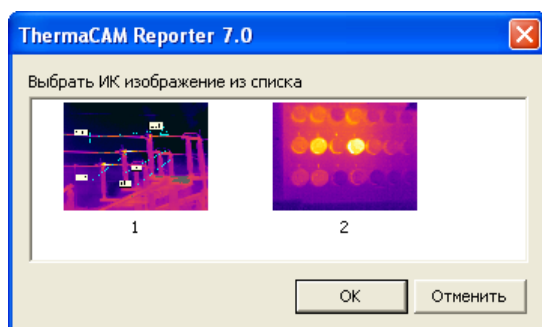 ThermaCAM Reporter 7.0
Выбрать ИК изображение из списка
1
2
OK
Отменить